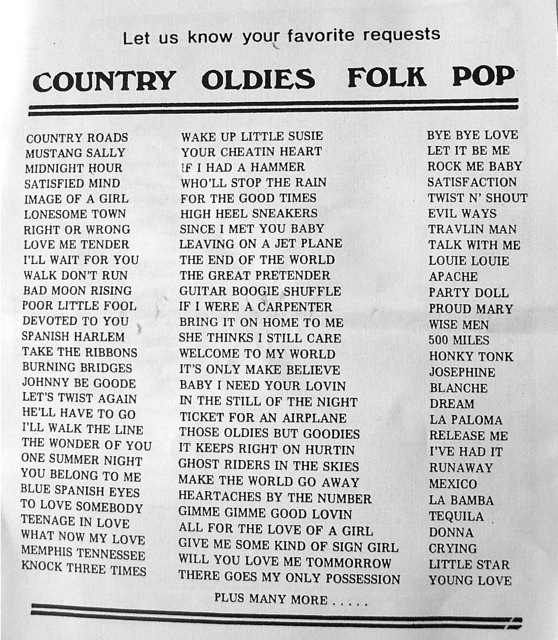 Let us know your favorite requests
COUNTRY OLDIES FOLK POP
COUNTRY ROADS
MUSTANG SALLY
MIDNIGHT HOUR
SATISFIED MIND
IMAGE OF A GIRL
LONESOME TOWN
RIGHT OR WRONG
LOVE ME TENDER
I'LL WAIT FOR YOU
WALK DON'T RUN
BAD MOON RISING
POOR LITTLE FOOL
DEVOTED TO YOU
SPANISH HARLEM
TAKE THE RIBBONS
BURNING BRIDGES
JOHNNY BE GOODE
LET'S TWIST AGAIN
HE'LL HAVE TO GO
I'LL WALK THE LINE
THE WONDER OF YOU
ONE SUMMER NIGHT
YOU BELONG TO ME
BLUE SPANISH EYES
TO LOVE SOMEBODY
TEENAGE IN LOVE
WHAT NOW MY LOVE
MEMPHIS TENNESSEE
KNOCK THREE TIMES
WAKE UP LITTLE SUSIE
YOUR CHEATIN HEART
IF I HAD A HAMMER
WHO'LL STOP THE RAIN
FOR THE GOOD TIMES
HIGH HEEL SNEAKERS
SINCE I MET YOU BABY
LEAVING ON A JET PLANE
THE END OF THE WORLD
THE GREAT PRETENDER
GUITAR BOOGIE SHUFFLE
IF I WERE A CARPENTER
BRING IT ON HOME TO ME
SHE THINKS I STILL CARE
WELCOME TO MY WORLD
IT'S ONLY MAKE BELIEVE
BABY I NEED YOUR LOVIN
IN THE STILL OF THE NIGHT
TICKET FOR AN AIRPLANE
THOSE OLDIES BUT GOODIES
IT KEEPS RIGHT ON HURTIN
GHOST RIDERS IN THE SKIES
MAKE THE WORLD GO AWAY
HEARTACHES BY THE NUMBER
GIMME GIMME GOOD LOVIN
ALL FOR THE LOVE OF A GIRL
GIVE ME SOME KIND OF SIGN GIRL
WILL YOU LOVE ME TOMMORROW
THERE GOES MY ONLY POSSESSION
BYE BYE LOVE
LET IT BE ME
ROCK ME BABY
SATISFACTION
TWIST N' SHOUT
EVIL WAYS
TRAVLIN MAN
TALK WITH ME
LOUIE LOUIE
APACHE
PARTY DOLL
PROUD MARY
WISE MEN
500 MILES
HONKY TONK
JOSEPHINE
BLANCHE
DREAM
LA PALOMA
RELEASE ME
I'VE HAD IT
RUNAWAY
MEXICO
LA BAMBA
TEQUILA
DONNA
CRYING
LITTLE STAR
YOUNG LOVE
PLUS MANY MORE . . . . .